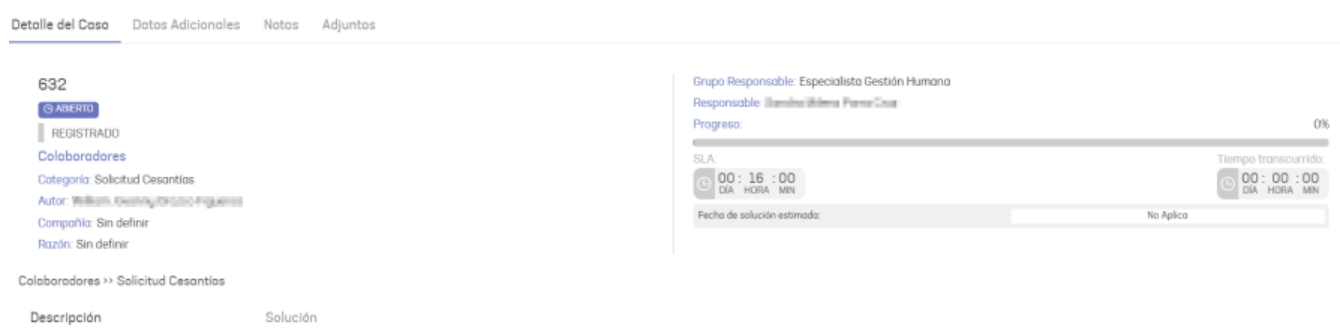 Detalle del Caso Datos Adicionales Notas Adjuntos
632
ABIERTO
REGISTRADO
Colaboradores
Categoría: Solicitud Cesantías
Autor:
Compañía: Sin definir
Razón: Sin definir
Grupo Responsable: Especialista Gestión Humana
Responsable:
Progreso: 0%
SLA: Tiempo transcurrido:
00 : 16 : 00 00 : 00 : 00
DÍA HORA MIN DÍA HORA MIN
Fecha de solución estimada: No Aplica
Colaboradores >> Solicitud Cesantías
Descripción Solución